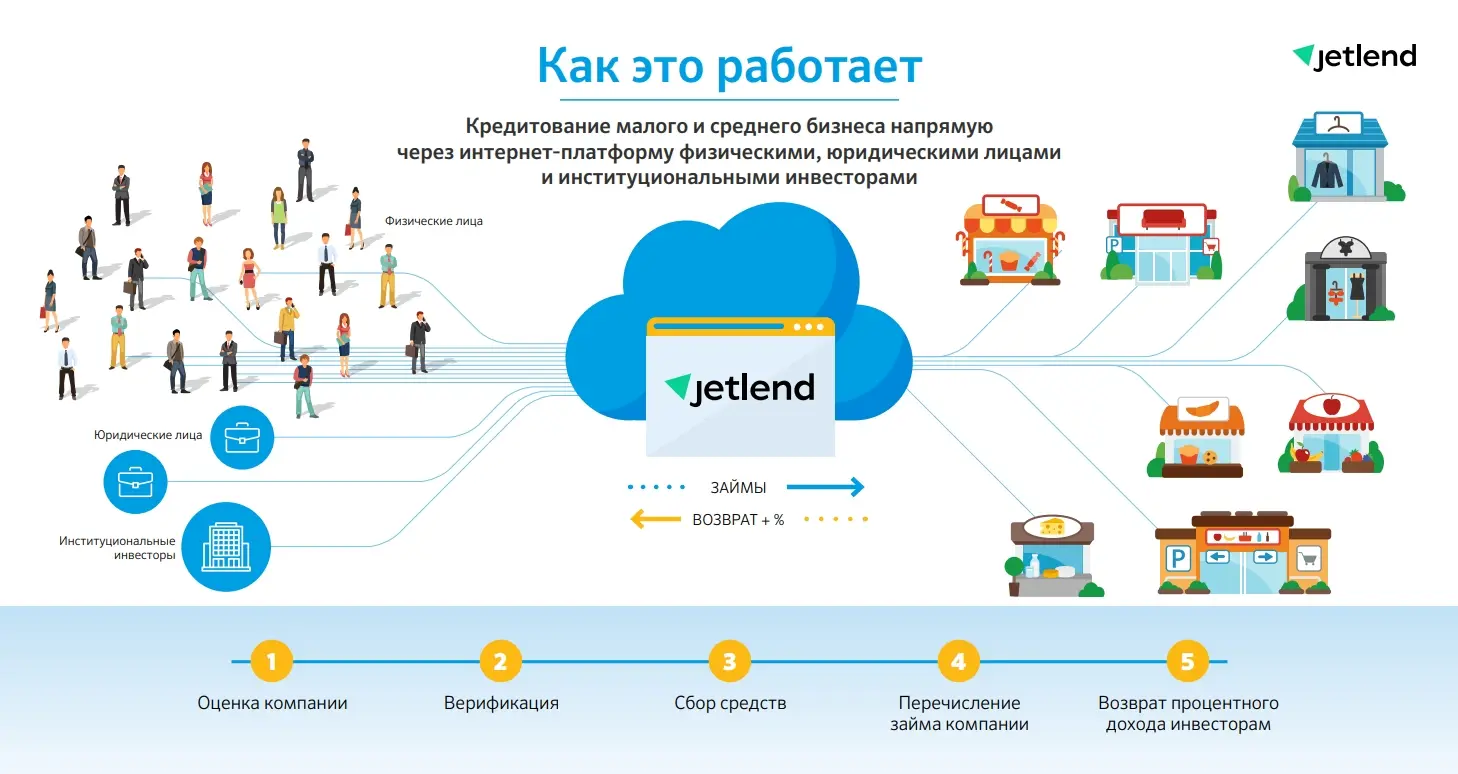 Как это работает
jetlend
Кредитование малого и среднего бизнеса напрямую
через интернет-платформу физическими, юридическими лицами
и институциональными инвесторами
Физические лица
P
jetlend
Юридические лица
ЗАЙМЫ
ВОЗВРАТ + %
Институциональные
инвесторы
P
1
2
3
4
5
Оценка компании
Верификация
Сбор средств
Перечисление
займа компании
Возврат процентного
дохода инвесторам